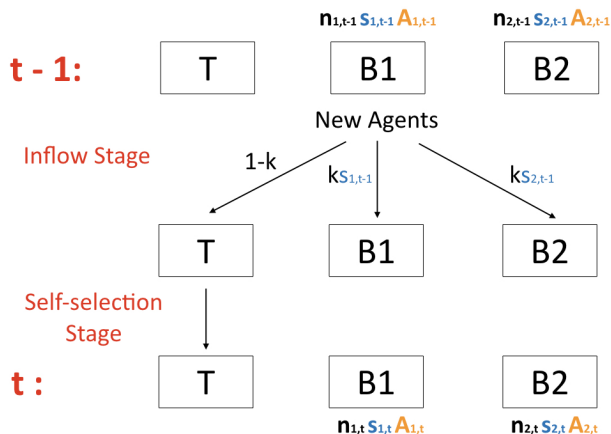 n1,t-1 s1,t-1 A1,t-1 n2,t-1 s2,t-1 A2,t-1
t - 1: T B1 B2
New Agents
Inflow Stage
1-k ks1,t-1 ks2,t-1
T B1 B2
Self-selection
Stage
t : T B1 B2
n1,t s1,t A1,t n2,t s2,t A2,t